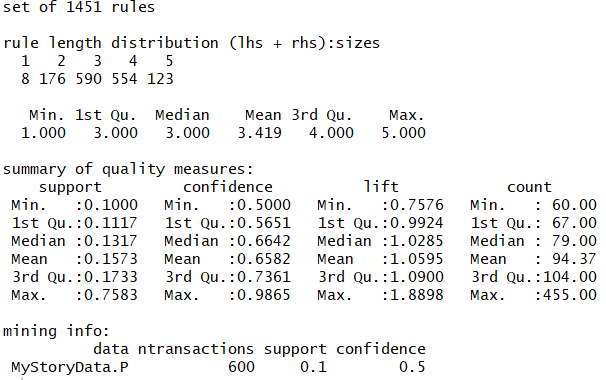 set of 1451 rules
rule length distribution (lhs + rhs):sizes
1 2 3 4 5
8 176 590 554 123
Min. 1st Qu. Median Mean 3rd Qu. Max.
1.000 3.000 3.000 3.419 4.000 5.000
summary of quality measures:
support confidence lift count
Min. :0.1000 Min. :0.5000 Min. :0.7576 Min. : 60.00
1st Qu.:0.1117 1st Qu.:0.5651 1st Qu.:0.9924 1st Qu.: 67.00
Median :0.1317 Median :0.6642 Median :1.0285 Median : 79.00
Mean :0.1573 Mean :0.6582 Mean :1.0595 Mean : 94.37
3rd Qu.:0.1733 3rd Qu.:0.7361 3rd Qu.:1.0900 3rd Qu.:104.00
Max. :0.7583 Max. :0.9865 Max. :1.8898 Max. :455.00
mining info:
data ntransactions support confidence
MyStoryData.P 600 0.1 0.5